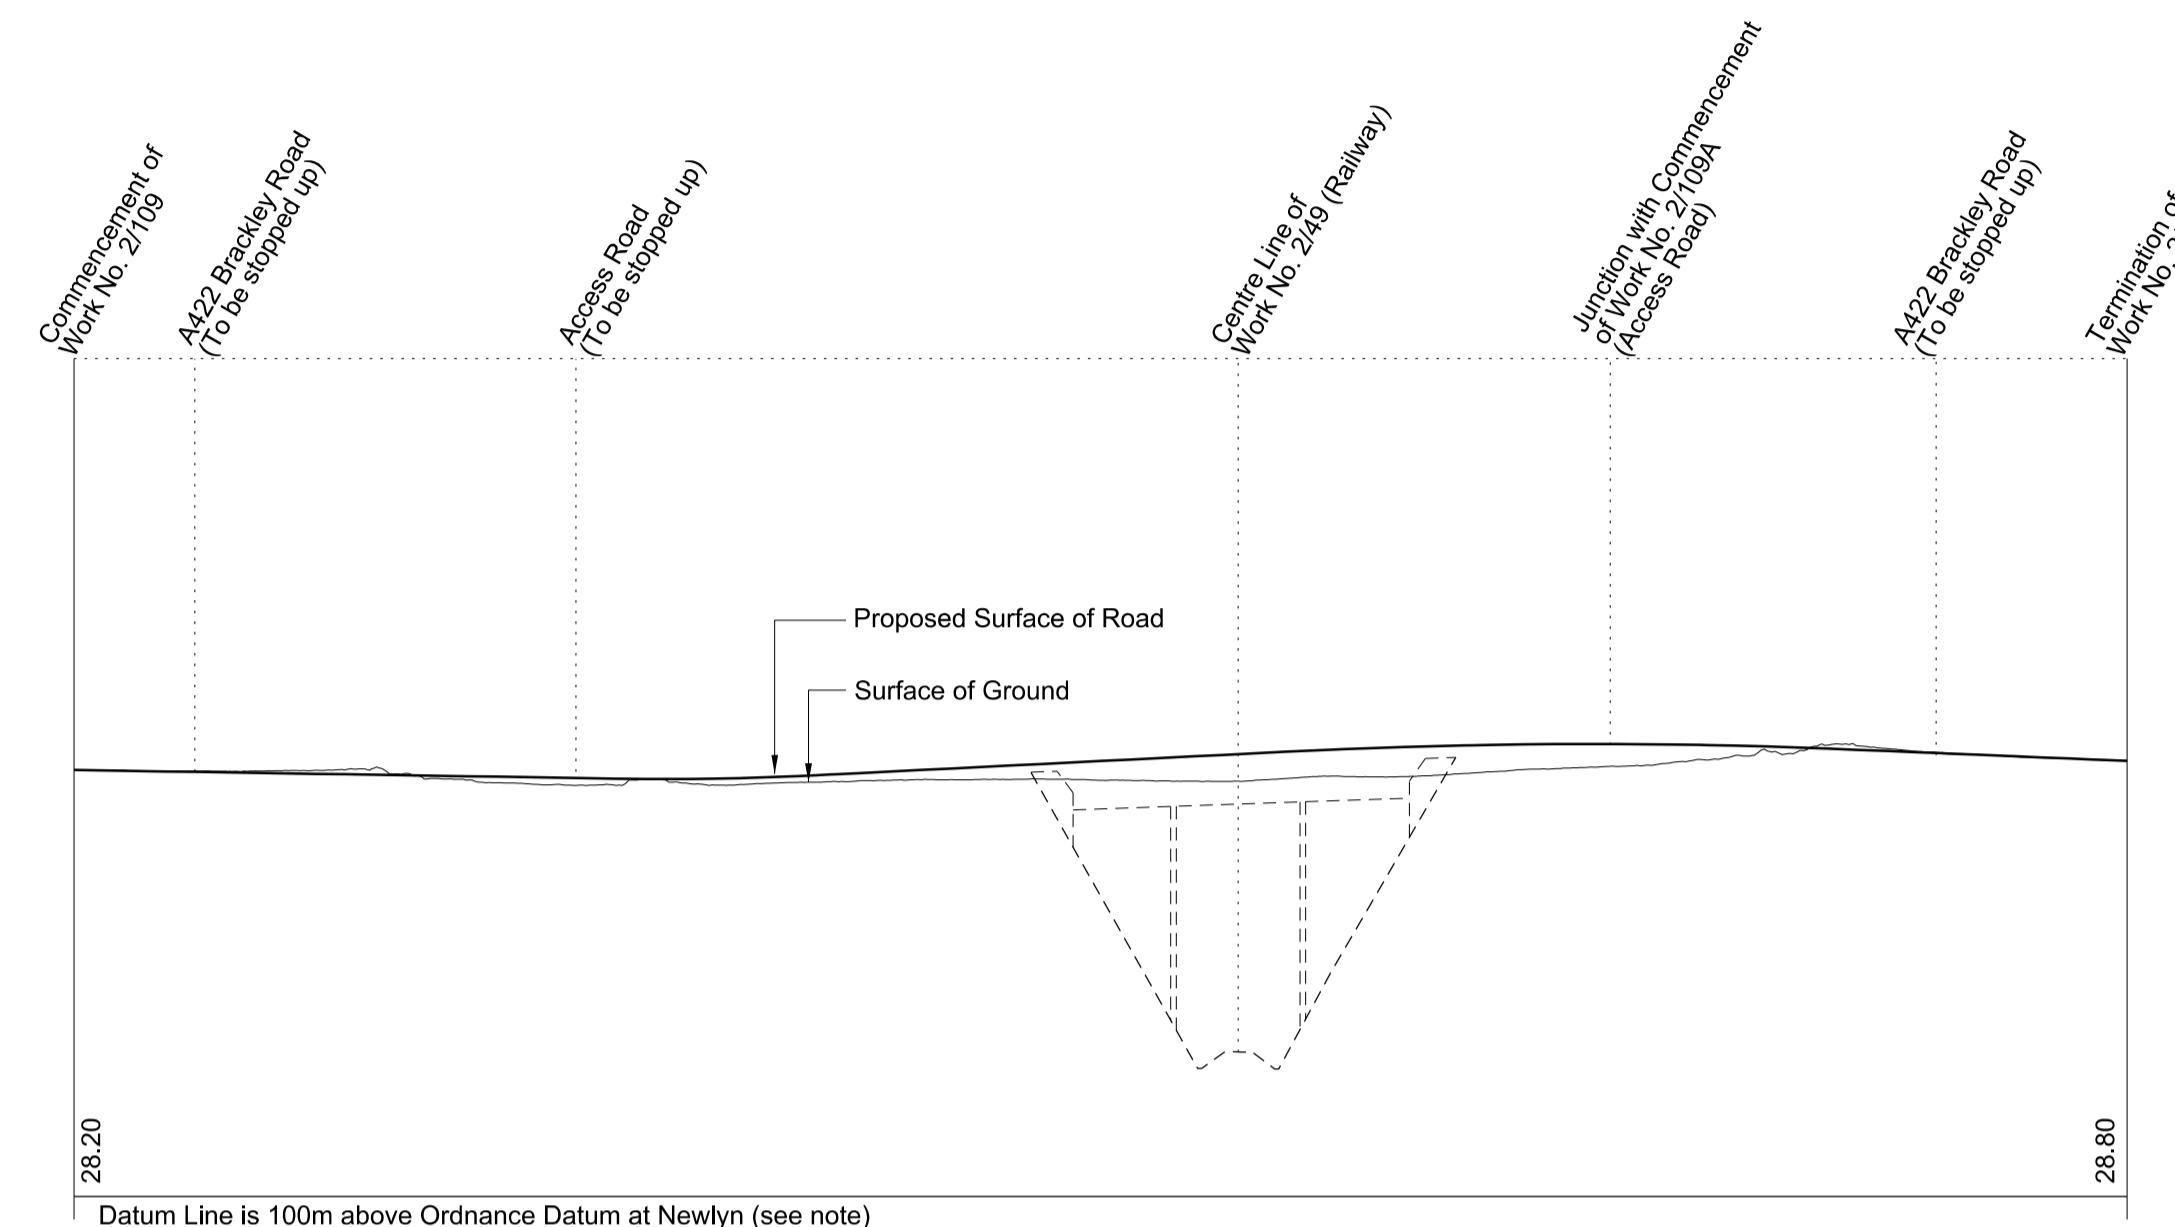 Commencement of
Work No. 2/109
A422 Brackley Road
(To be stopped up)
Access Road
(To be stopped up)
Centre Line of
Work No. 2/49 (Railway)
Junction with Commencement
of Work No. 2/109A
(Access Road)
A422 Brackley Road
(To be stopped up)
Termination of
Work No.
Proposed Surface of Road
Surface of Ground
28.20
28.80
Datum Line is 100m above Ordnance Datum at Newlyn (see note)